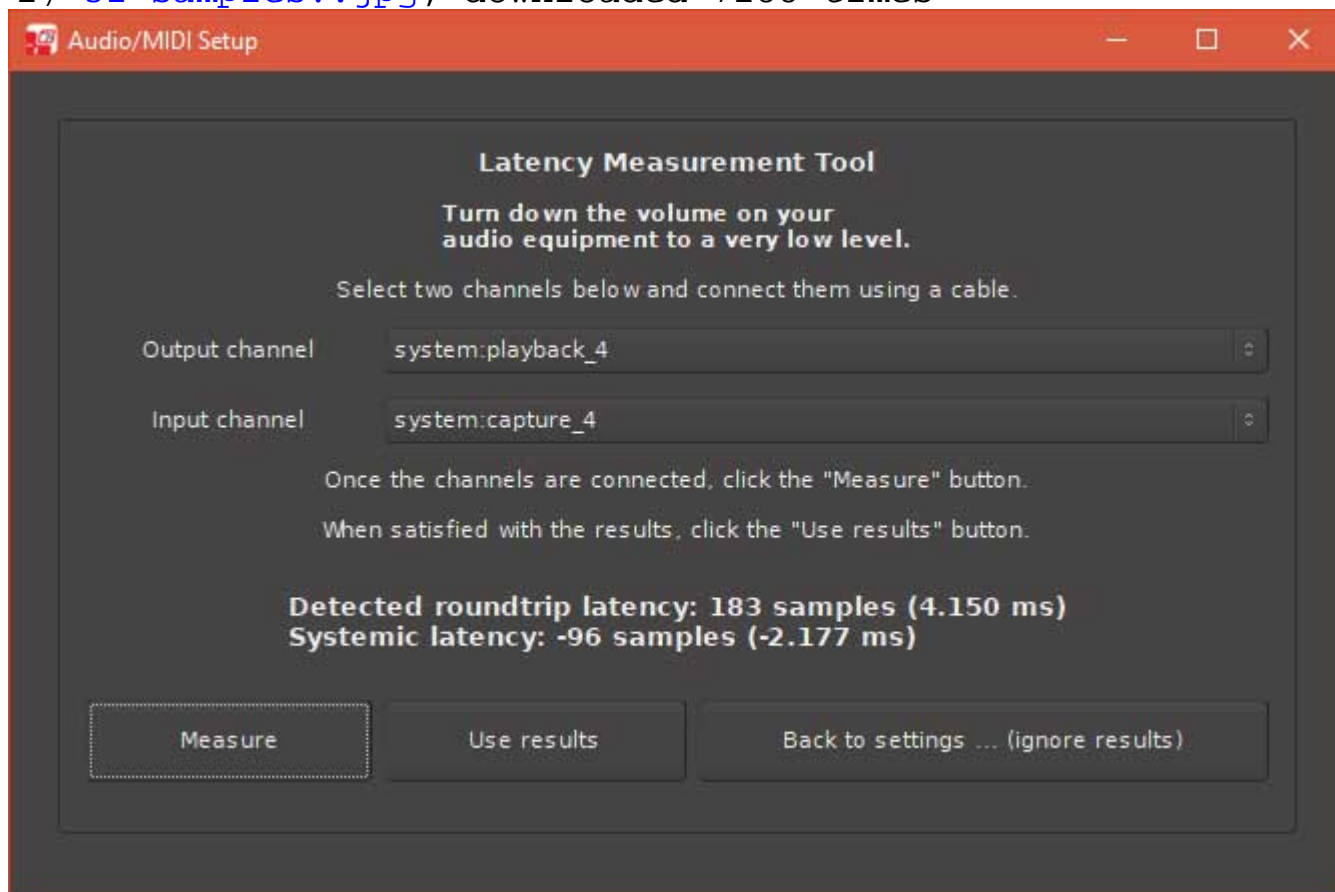 Audio/MIDI Setup
Latency Measurement Tool
Turn down the volume on your
audio equipment to a very low level.
Select two channels below and connect them using a cable.
Output channel system:playback_4
Input channel system:capture_4
Once the channels are connected, click the "Measure" button.
When satisfied with the results, click the "Use results" button.
Detected roundtrip latency: 183 samples (4.150 ms)
Systemic latency: -96 samples (-2.177 ms)
Measure Use results Back to settings ... (ignore results)